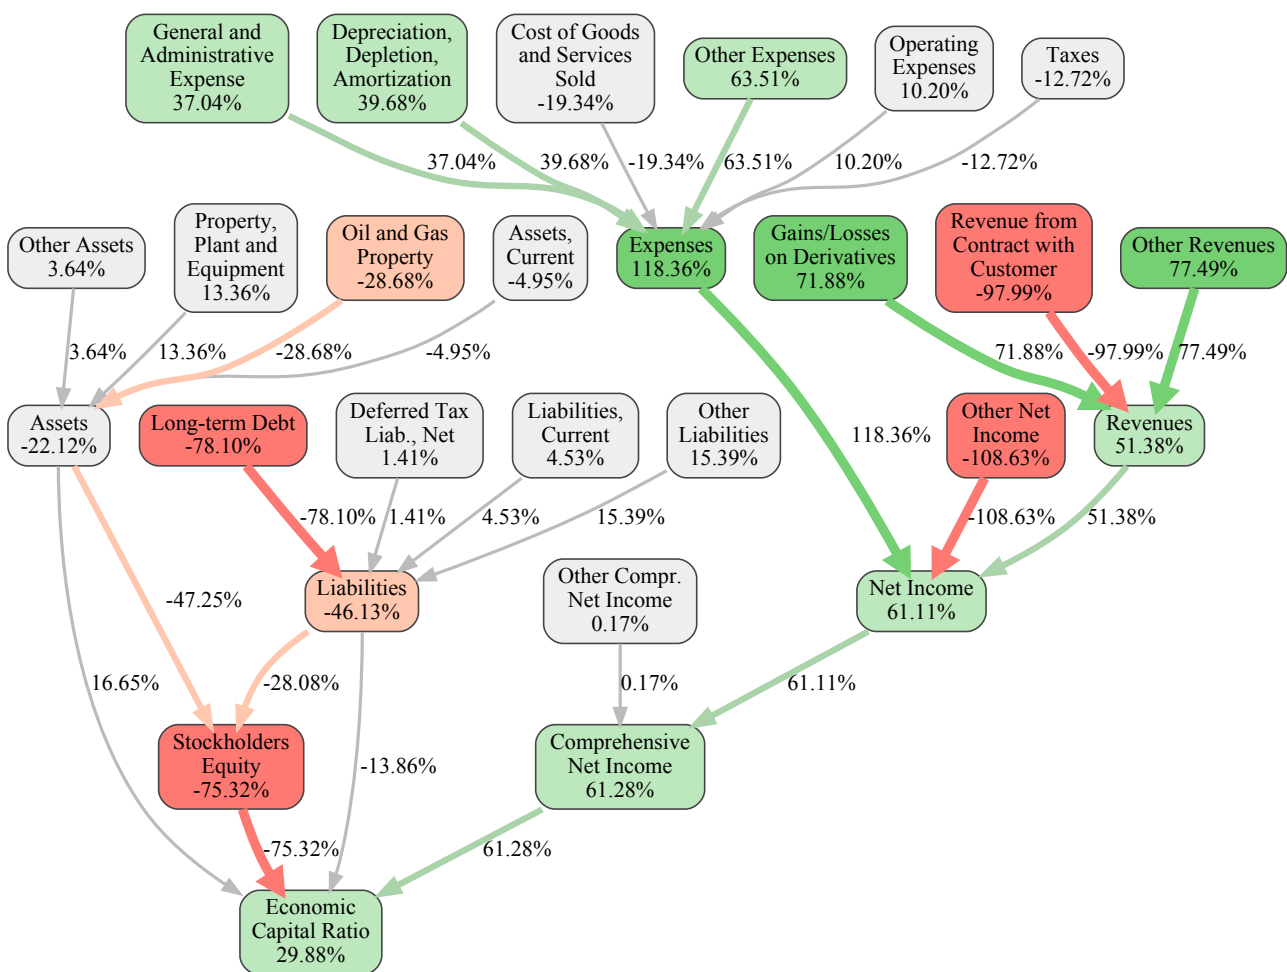 General and
Administrative
Expense
37.04%
Depreciation,
Depletion,
Amortization
39.68%
Cost of Goods
and Services
Sold
-19.34%
Other Expenses
63.51%
Operating
Expenses
10.20%
Taxes
-12.72%
37.04%
39.68%
-19.34%
63.51%
10.20%
-12.72%
Other Assets
3.64%
Property,
Plant and
Equipment
13.36%
Oil and Gas
Property
-28.68%
Assets,
Current
-4.95%
Expenses
118.36%
Gains/Losses
on Derivatives
71.88%
Revenue from
Contract with
Customer
-97.99%
Other Revenues
77.49%
3.64%
13.36%
-28.68%
-4.95%
71.88%
-97.99%
77.49%
Assets
-22.12%
Long-term Debt
-78.10%
Deferred Tax
Liab., Net
1.41%
Liabilities,
Current
4.53%
Other
Liabilities
15.39%
118.36%
Other Net
Income
-108.63%
Revenues
51.38%
-78.10%
1.41%
4.53%
15.39%
-108.63%
51.38%
-47.25%
Liabilities
-46.13%
Other Compr.
Net Income
0.17%
Net Income
61.11%
16.65%
-28.08%
0.17%
61.11%
Stockholders
Equity
-75.32%
-13.86%
Comprehensive
Net Income
61.28%
-75.32%
61.28%
Economic
Capital Ratio
29.88%